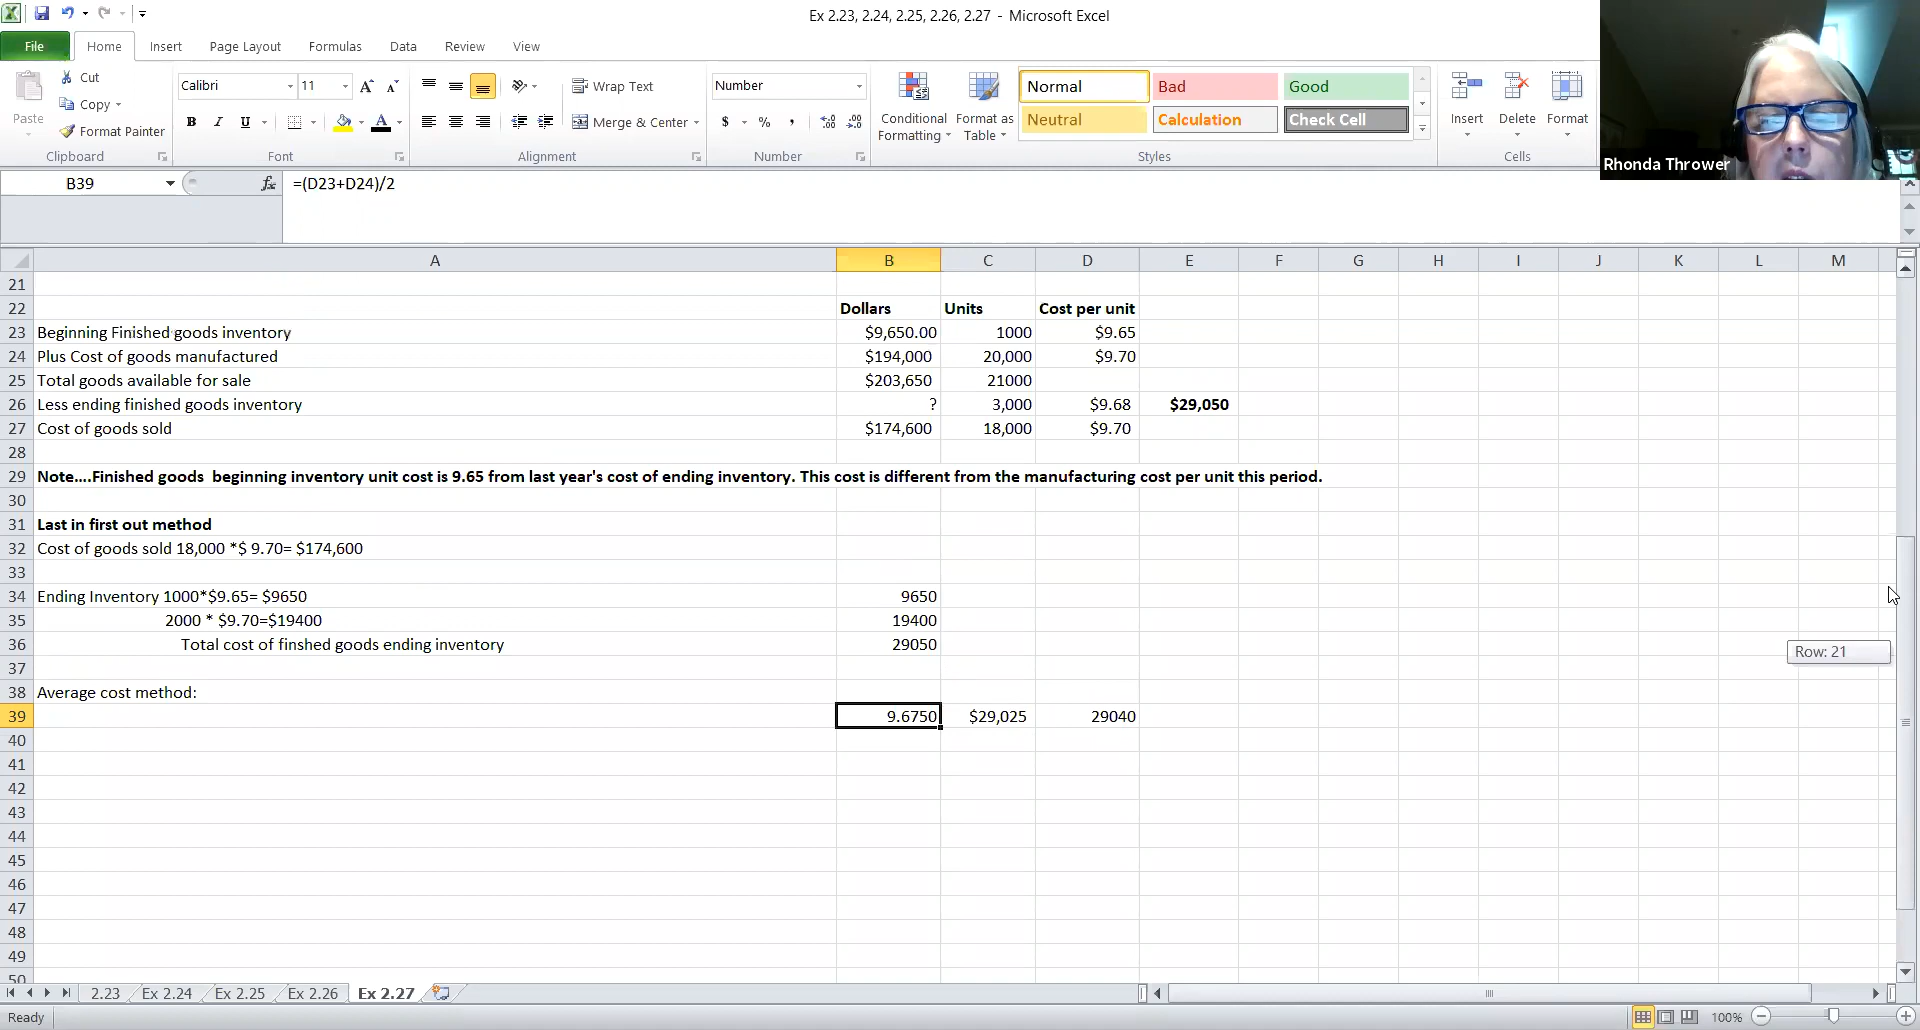 Ex 2.23, 2.24, 2.25, 2.26, 2.27 - Microsoft Excel
File Home Insert Page Layout Formulas Data Review View
Paste Cut Copy Format Painter
Clipboard
Calibri 11
B I U A
Font
Wrap Text
Merge & Center
Alignment
Number
$ % ,
Number
Conditional Formatting
Format as Table
Normal Bad Good
Neutral Calculation Check Cell
Styles
Insert Delete Format
Cells
Rhonda Thrower
B39 fx =(D23+D24)/2
A B C D E F G H I J K L M
21
22 Dollars Units Cost per unit
23 Beginning Finished goods inventory $9,650.00 1000 $9.65
24 Plus Cost of goods manufactured $194,000 20,000 $9.70
25 Total goods available for sale $203,650 21000
26 Less ending finished goods inventory ? 3,000 $9.68 $29,050
27 Cost of goods sold $174,600 18,000 $9.70
28
29 Note....Finished goods beginning inventory unit cost is 9.65 from last year's cost of ending inventory. This cost is different from the manufacturing cost per unit this period.
30
31 Last in first out method
32 Cost of goods sold 18,000 *$ 9.70= $174,600
33
34 Ending Inventory 1000*$9.65= $9650 9650
35 2000 * $9.70=$19400 19400
36 Total cost of finshed goods ending inventory 29050
Row: 21
37
38 Average cost method:
39 9.6750 $29,025 29040
40
41
42
43
44
45
46
47
48
49
50
2.23 Ex 2.24 Ex 2.25 Ex 2.26 Ex 2.27
Ready 100%